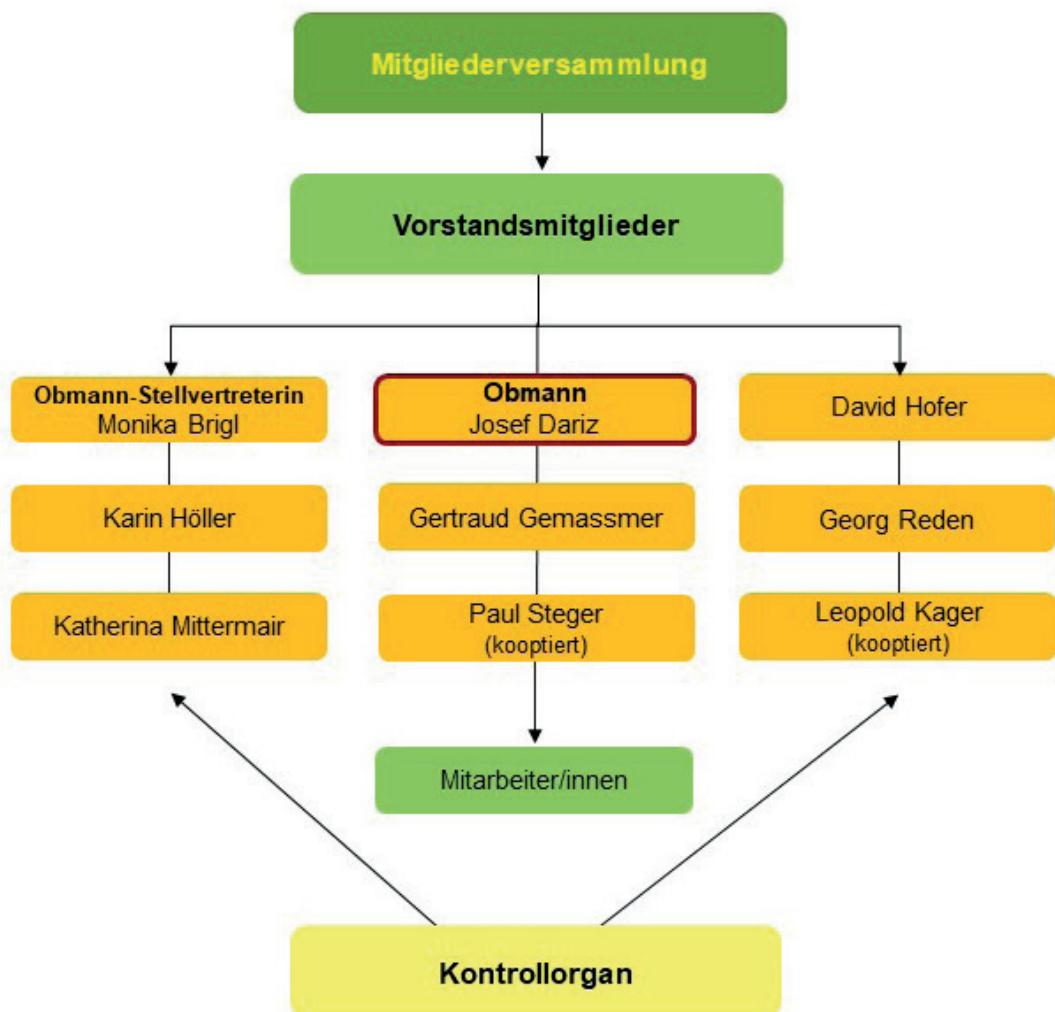 Mitgliederversammlung
Vorstandsmitglieder
Obmann-Stellvertreterin
Monika Brigl
Obmann
Josef Dariz
David Hofer
Karin Höller
Gertraud Gemassmer
Georg Reden
Katherina Mittermair
Paul Steger
(kooptiert)
Leopold Kager
(kooptiert)
Mitarbeiter/innen
Kontrollorgan